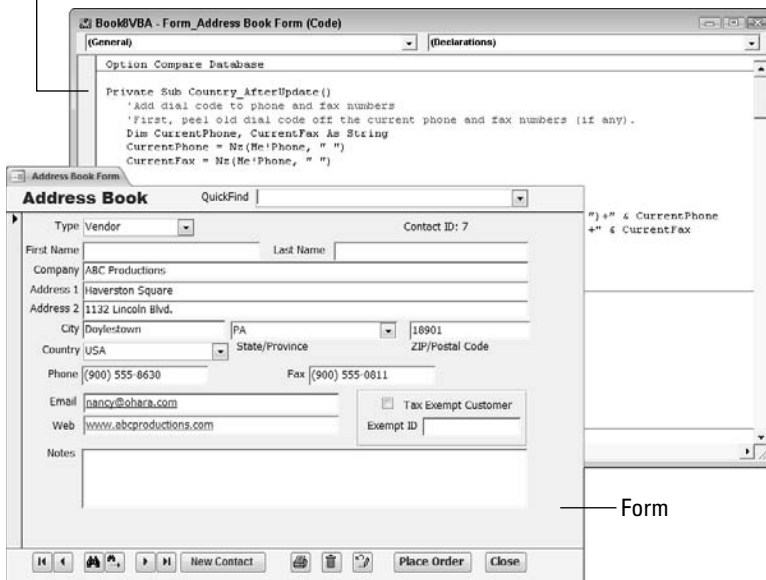 Book8VBA - Form_Address Book Form (Code)
(General) (Declarations)
Option Compare Database
Private Sub Country_AfterUpdate()
'Add dial code to phone and fax numbers
'First, peel old dial code off the current phone and fax numbers (if any).
Dim CurrentPhone, CurrentFax As String
CurrentPhone = Nz(Me!Phone, " ")
CurrentFax = Nz(Me!Fax, " ")
")+" & CurrentPhone
+" & CurrentFax
Address Book Form
Address Book QuickFind
Type Vendor Contact ID: 7
First Name Last Name
Company ABC Productions
Address 1 Haverston Square
Address 2 1132 Lincoln Blvd.
City Doylestown PA 18901
State/Province ZIP/Postal Code
Country USA
Phone (900) 555-8630 Fax (900) 555-0811
Email nancy@ohara.com Tax Exempt Customer
Web www.abcproductions.com Exempt ID
Notes
Form
New Contact Place Order Close